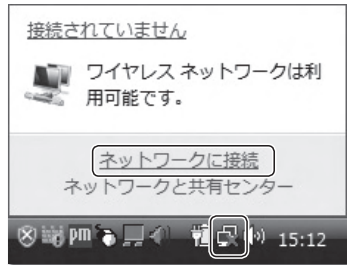 接続されていません
ワイヤレス ネットワークは利
用可能です。
ネットワークに接続
ネットワークと共有センター
pm 15:12